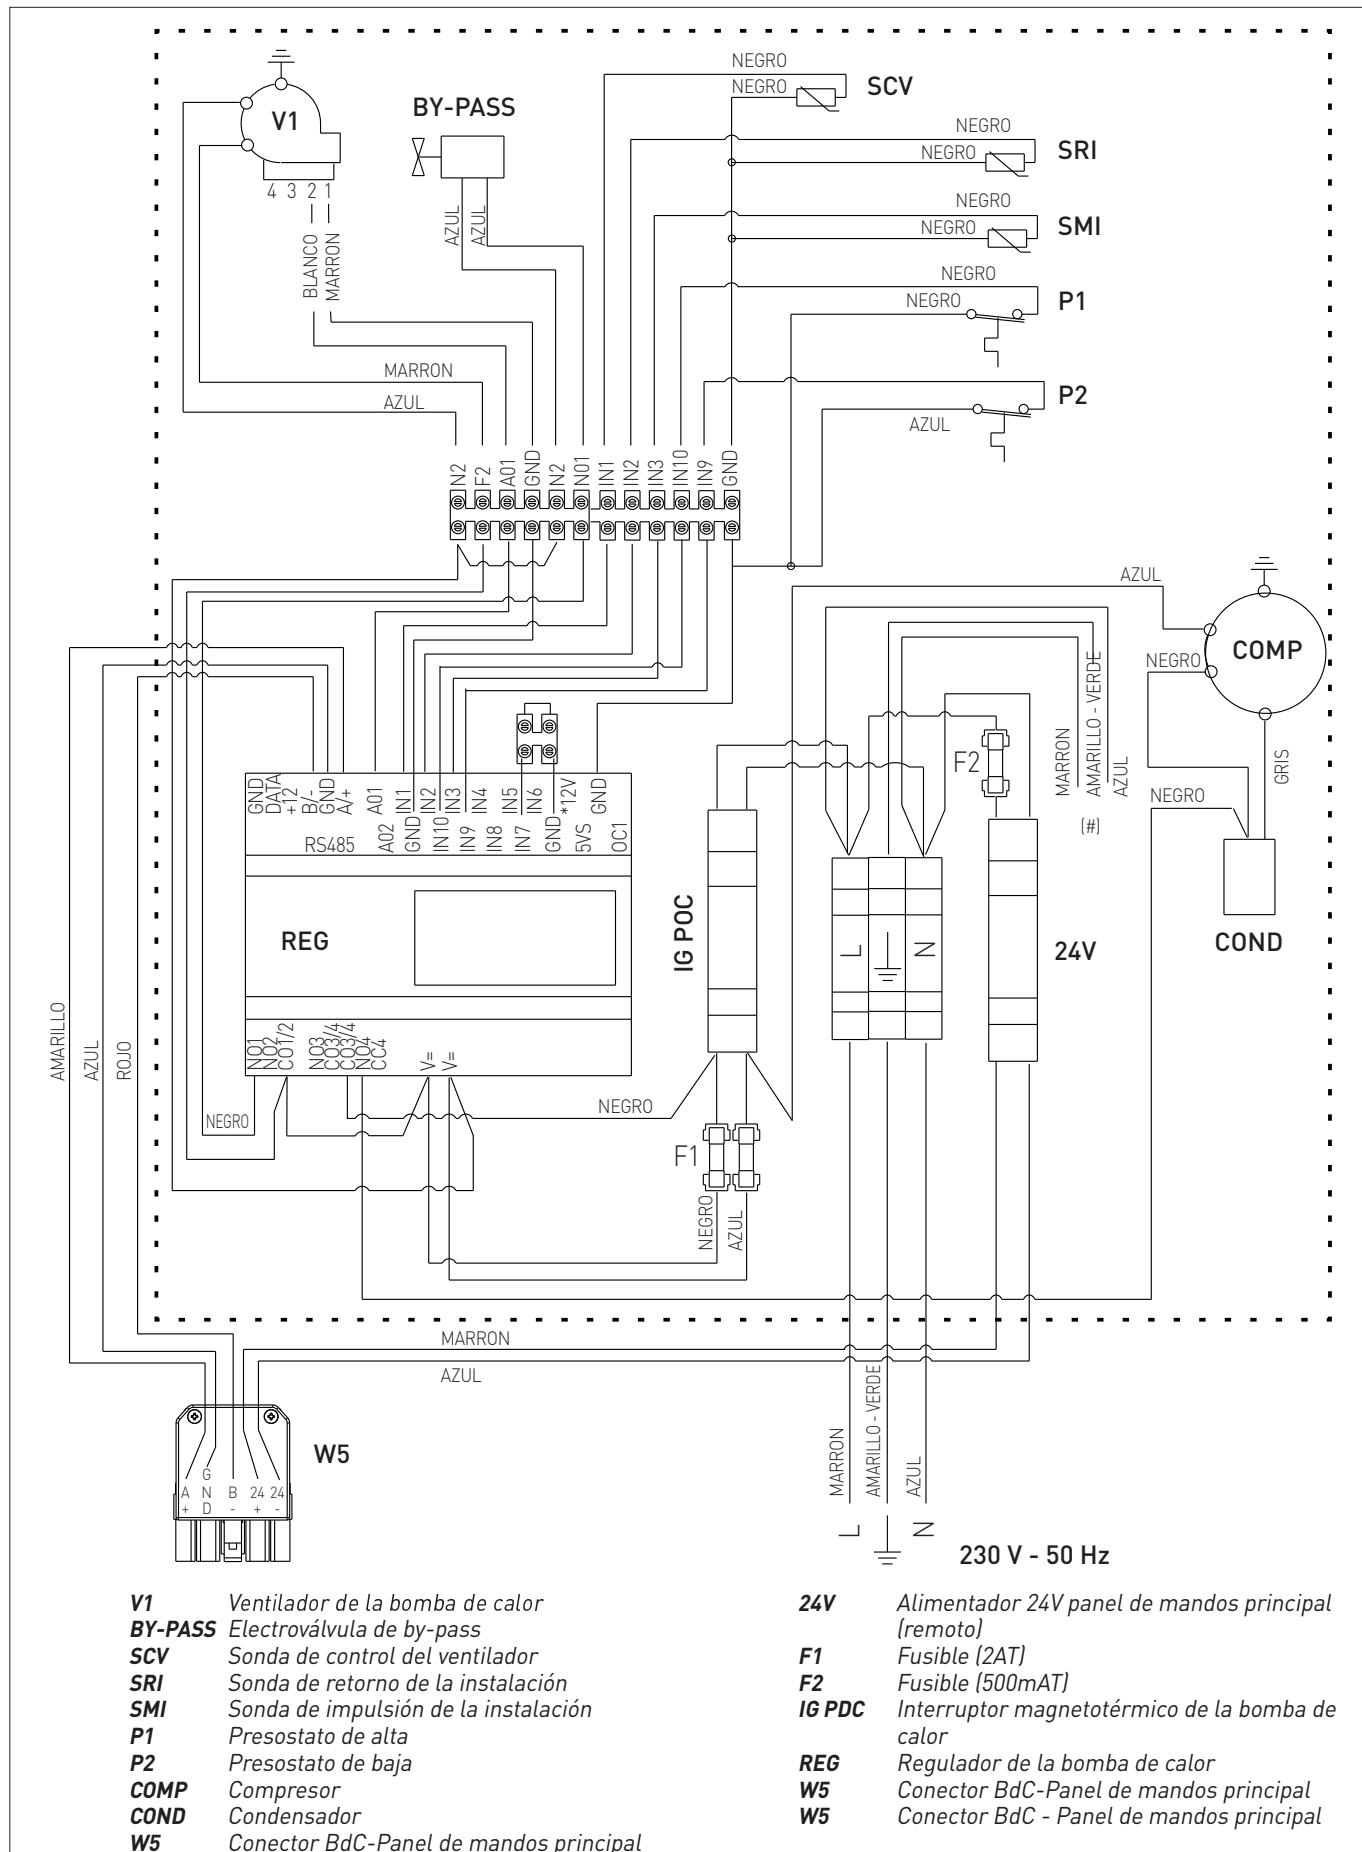 NEGRO
NEGRO
SCV
V1
BY-PASS
NEGRO
NEGRO
SRI
4 3 2 1
NEGRO
NEGRO
SMI
AZUL
AZUL
BLANCO
MARRON
NEGRO
NEGRO
P1
MARRON
AZUL
P2
AZUL
N2
F2
A01
GND
N2
N01
IN1
IN2
IN3
IN10
IN9
GND
AZUL
COMP
NEGRO
GRIS
MARRON
AMARILLO - VERDE
AZUL
(#)
F2
NEGRO
COND
GND
DATA
+12
B/-
GND
A/+
RS485
A01
A02
IN1
GND
IN2
IN10
IN3
IN9
IN4
IN8
IN5
IN7
IN6
GND
*12V
5VS
GND
OC1
REG
IG POC
L
N
24V
AMARILLO
AZUL
ROJO
NO1
NO2
CO1/2
NO3
CO3/4
CO3/4
NO4
CC4
V=
V=
NEGRO
NEGRO
F1
NEGRO
AZUL
MARRON
AZUL
W5
A
+
G
N
D
B
-
24
+
24
-
MARRON
AMARILLO - VERDE
AZUL
L
N
230 V - 50 Hz
V1 Ventilador de la bomba de calor
BY-PASS Electroválvula de by-pass
SCV Sonda de control del ventilador
SRI Sonda de retorno de la instalación
SMI Sonda de impulsión de la instalación
P1 Presostato de alta
P2 Presostato de baja
COMP Compresor
COND Condensador
W5 Conector BdC-Panel de mandos principal
24V Alimentador 24V panel de mandos principal
(remoto)
F1 Fusible (2AT)
F2 Fusible (500mAT)
IG PDC Interruptor magnetotérmico de la bomba de
calor
REG Regulador de la bomba de calor
W5 Conector BdC-Panel de mandos principal
W5 Conector BdC - Panel de mandos principal